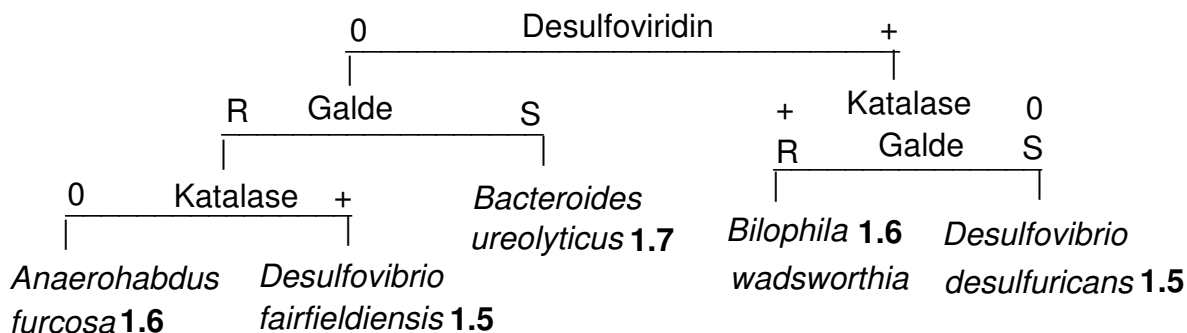 0 Desulfoviridin +
R Galde S
+ Katalase 0
R Galde S
0 Katalase +
Bacteroides
ureolyticus 1.7
Bilophila 1.6
wadsworthia
Desulfovibrio
desulfuricans 1.5
Anaerohabdus
furcosa 1.6
Desulfovibrio
fairfieldiensis 1.5